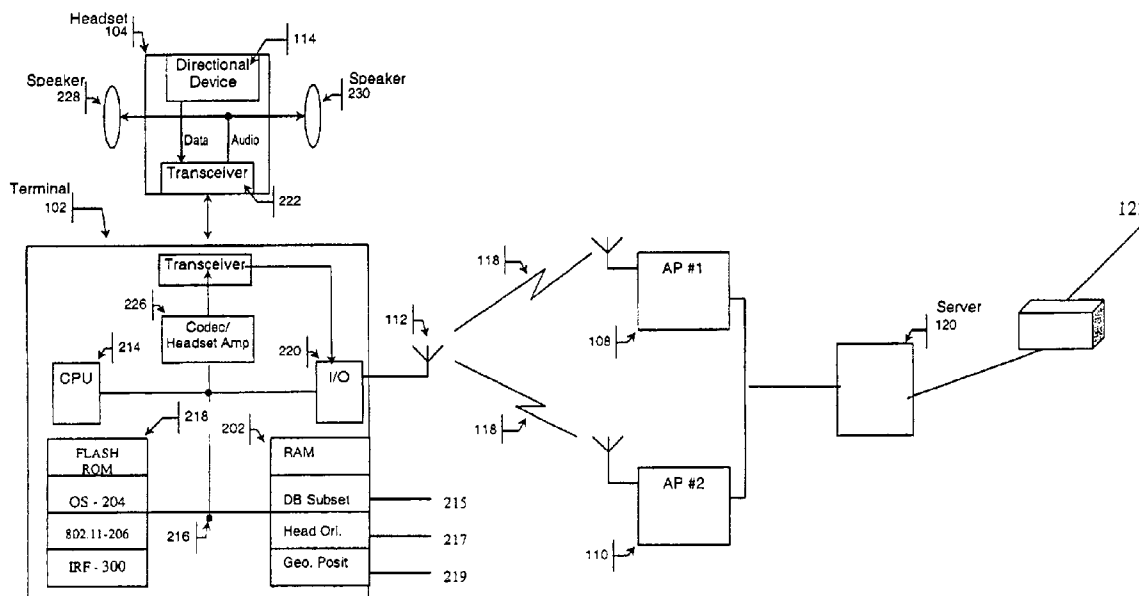 Headset
104
114
Directional
Device
Speaker
228
Speaker
230
Data
Audio
Transceiver
222
Terminal
102
Transceiver
226
Codec/
Headset Amp
214
CPU
220
I/O
112
118
118
AP #1
108
AP #2
110
Server
120
218
FLASH
ROM
OS - 204
802.11-206
IRF - 300
216
202
RAM
DB Subset
215
Head Ori.
217
Geo. Posit
219